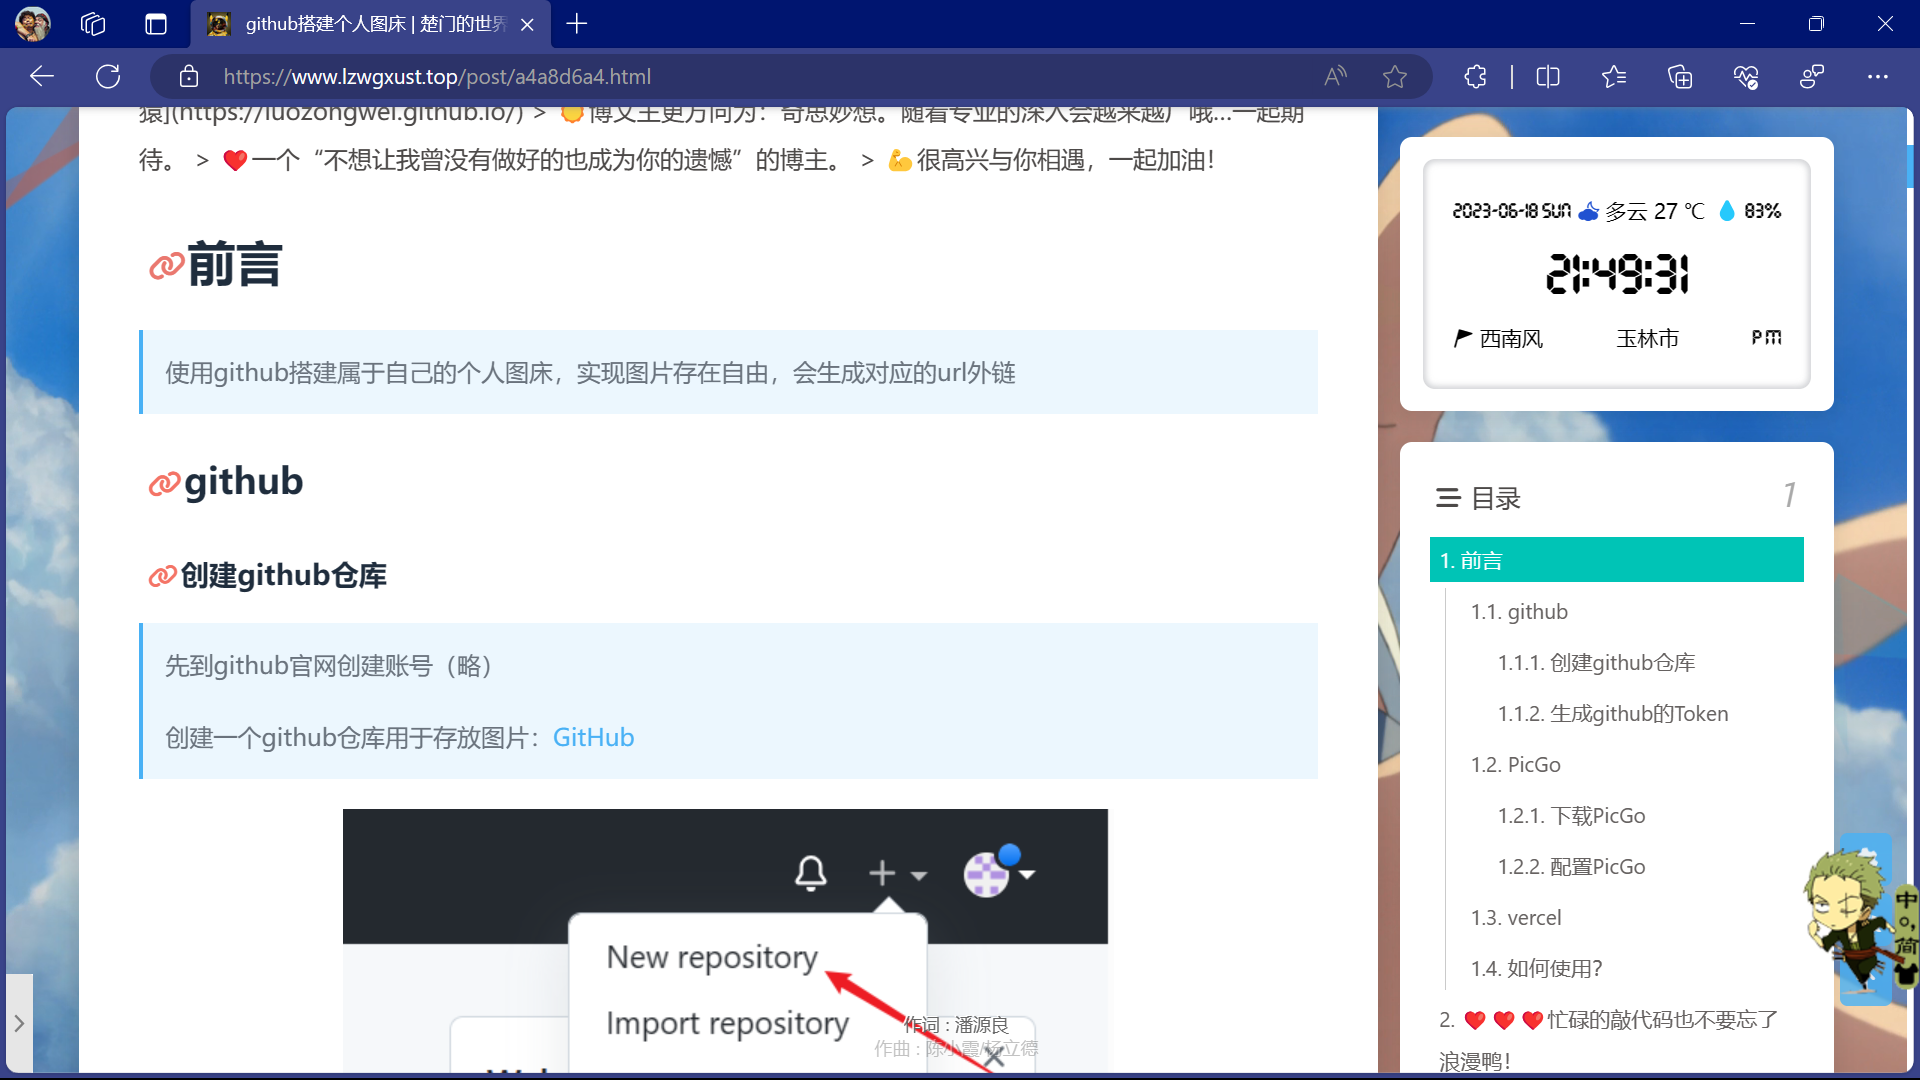 github搭建个人图床 | 楚门的世界
https://www.lzwgxust.top/post/a4a8d6a4.html
猿](https://luozongwei.github.io/) > 🌞博文主更方向为：奇思妙想。随着专业的深入会越来越广哦...一起期
待。 > ❤️一个“不想让我曾没有做好的也成为你的遗憾”的博主。 > 💪很高兴与你相遇，一起加油！
前言
使用github搭建属于自己的个人图床，实现图片存在自由，会生成对应的url外链
github
创建github仓库
先到github官网创建账号（略）
创建一个github仓库用于存放图片：GitHub
New repository
Import repository
作词 : 潘源良
作曲 : 陈小霞/杨立德
2023-06-18 SUN 多云 27 ℃ 83%
21:49:31
西南风 玉林市 PM
目录 1
1. 前言
1.1. github
1.1.1. 创建github仓库
1.1.2. 生成github的Token
1.2. PicGo
1.2.1. 下载PicGo
1.2.2. 配置PicGo
1.3. vercel
1.4. 如何使用？
2. ❤️❤️❤️忙碌的敲代码也不要忘了
浪漫鸭！
中
简